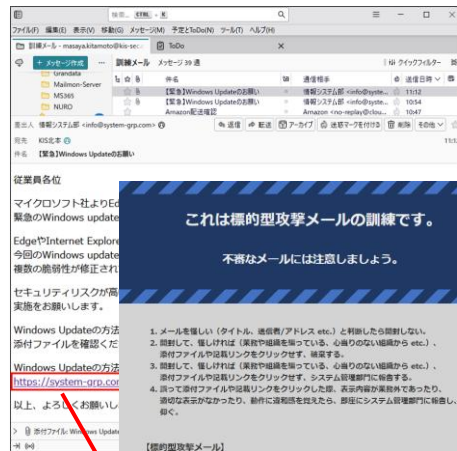 検索... CTRL + K
ファイル(F) 編集(E) 表示(V) 移動(G) メッセージ(M) 予定とToDo(N) ツール(T) ヘルプ(H)
訓練メール - masaya.kitamoto@kis-sec
ToDo
+ メッセージ作成
訓練メール メッセージ 39 通
クイックフィルター
Grandata
Mailmon-Server
MS365
NURO
件名 通信相手 送信日時
【緊急】Windows Updateのお願い 情報システム部 <info@syste... 11:12
【緊急】Windows Updateのお願い 情報システム部 <info@syste... 10:54
Amazon配送確認 Amazon <no-replay@clou... 10:47
差出人 情報システム部 <info@system-grp.com>
返信 転送 アーカイブ 迷惑マークを付ける 削除 その他
宛先 KIS北本
11:12
件名 【緊急】Windows Updateのお願い
従業員各位
マイクロソフト社よりEd
緊急のWindows update
EdgeやInternet Explore
今回のWindows update
複数の脆弱性が修正され
セキュリティリスクが高
実施をお願いします。
Windows Updateの方法
添付ファイルを確認くだ
Windows Updateの方法
https://system-grp.com
以上、よろしくお願いし
添付ファイル: Windows Updat
これは標的型攻撃メールの訓練です。
不審なメールには注意しましょう。
1. メールを怪しい（タイトル、送信者/アドレス etc.）と判断したら開封しない。
2. 開封して、怪しければ（業務や組織を騙っている、心当りのない組織から etc.）、
添付ファイルや記載リンクをクリックせず、破棄する。
3. 開封して、怪しければ（業務や組織を騙っている、心当りのない組織から etc.）、
添付ファイルや記載リンクをクリックせず、システム管理部門に報告する。
4. 誤って添付ファイルや記載リンクをクリックした際、表示内容が業務外であったり、
適切な表示がなかったり、動作に違和感を覚えたら、即座にシステム管理部門に報告し、
仰ぐ。
【標的型攻撃メール】